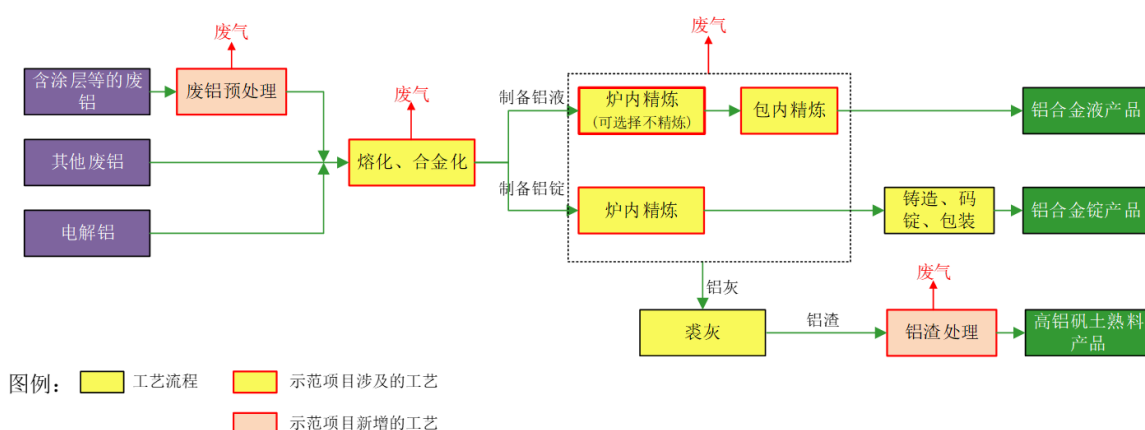 废气
废气
含涂层等的废
铝
废铝预处理
废气
制备铝液
炉内精炼
(可选择不精炼)
包内精炼
铝合金液产品
其他废铝
熔化、合金化
制备铝锭
炉内精炼
铸造、码
锭、包装
铝合金锭产品
电解铝
废气
铝灰
裘灰
铝渣
铝渣处理
高铝矾土熟料
产品
图例：
工艺流程
示范项目涉及的工艺
示范项目新增的工艺